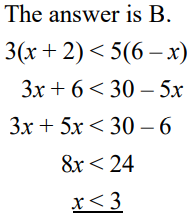 The answer is B.
3(x + 2) < 5(6 – x)
3x + 6 < 30 – 5x
3x + 5x < 30 – 6
8x < 24
x < 3